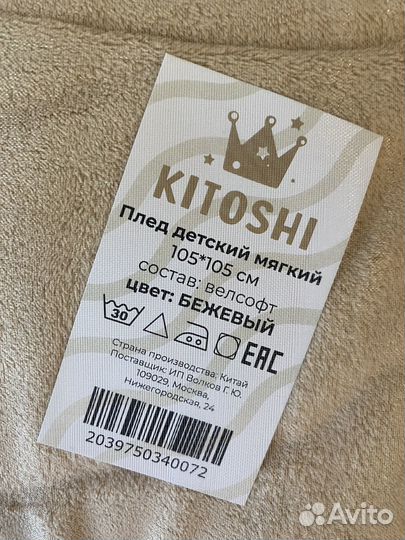 KITOSHI
Плед детский мягкий
105*105 см
состав: велсофт
цвет: БЕЖЕВЫЙ
30
EAC
Страна производства: Китай
Поставщик: ИП Волков Г. Ю.
109029, Москва,
Нижегородская, 24
2039750340072
Avito